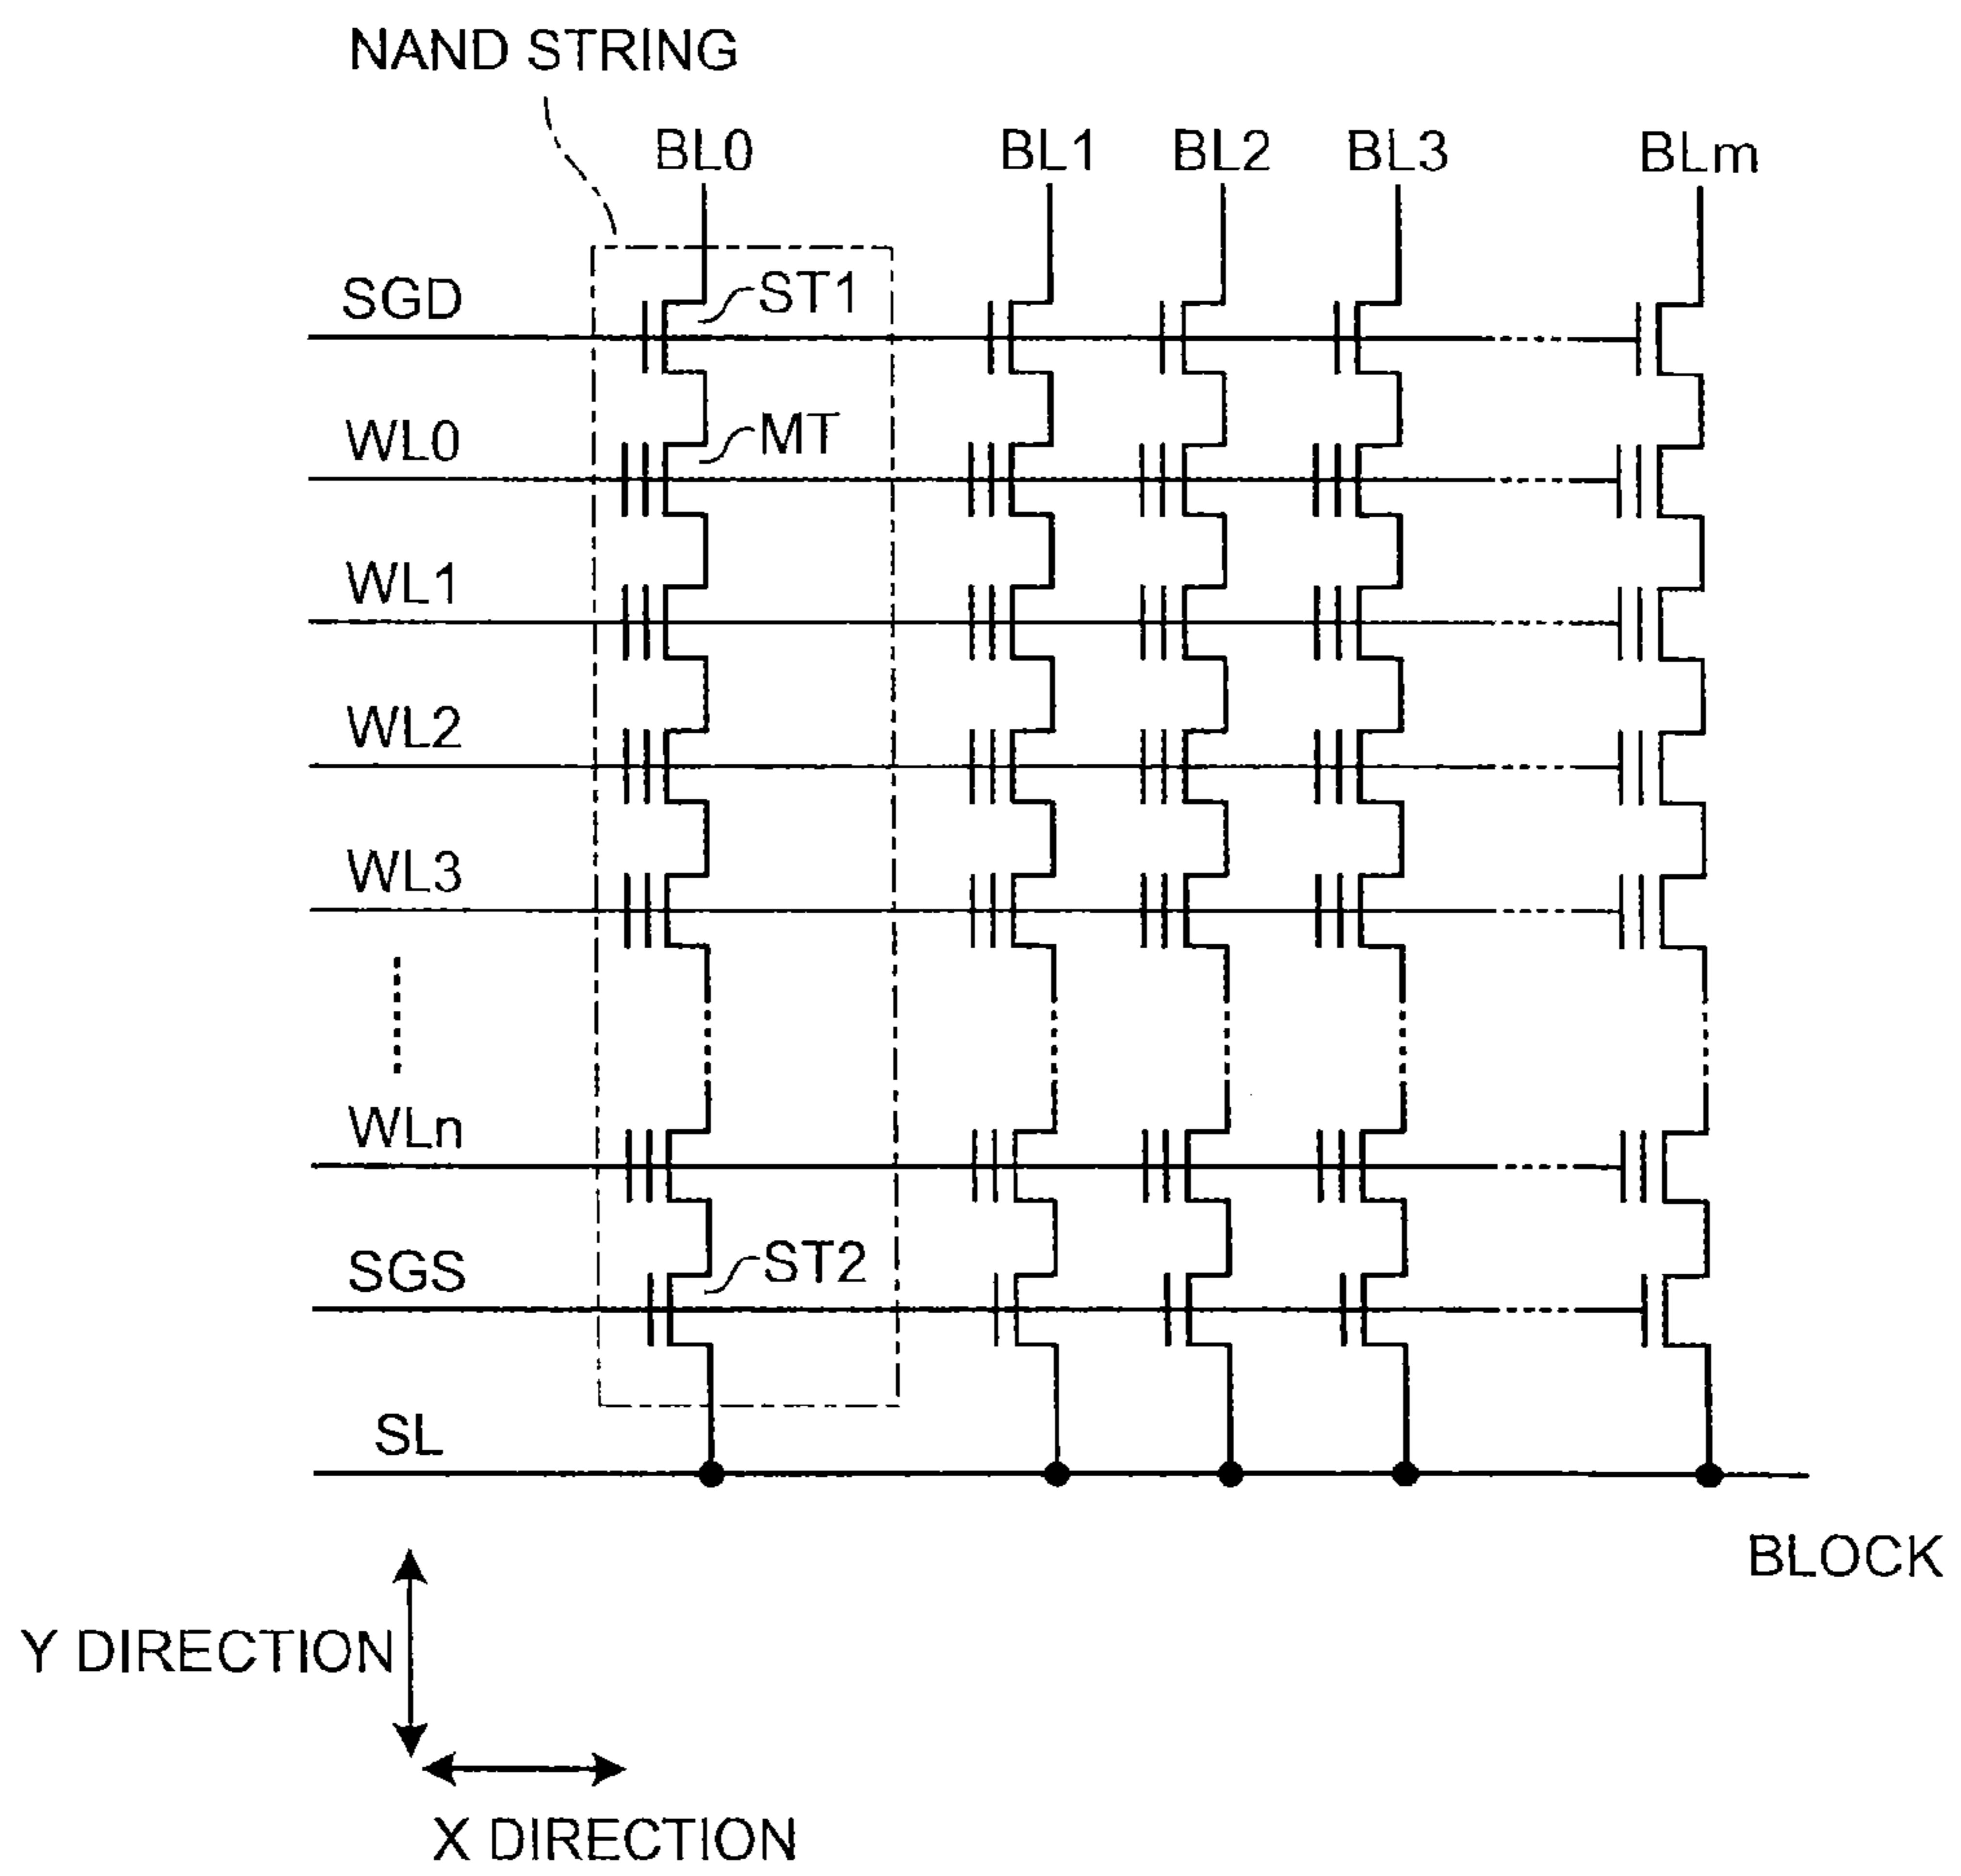 NAND STRING
BL0 BL1 BL2 BL3 BLm
SGD ST1
WL0 MT
WL1
WL2
WL3
WLn
SGS ST2
SL
BLOCK
Y DIRECTION
X DIRECTION